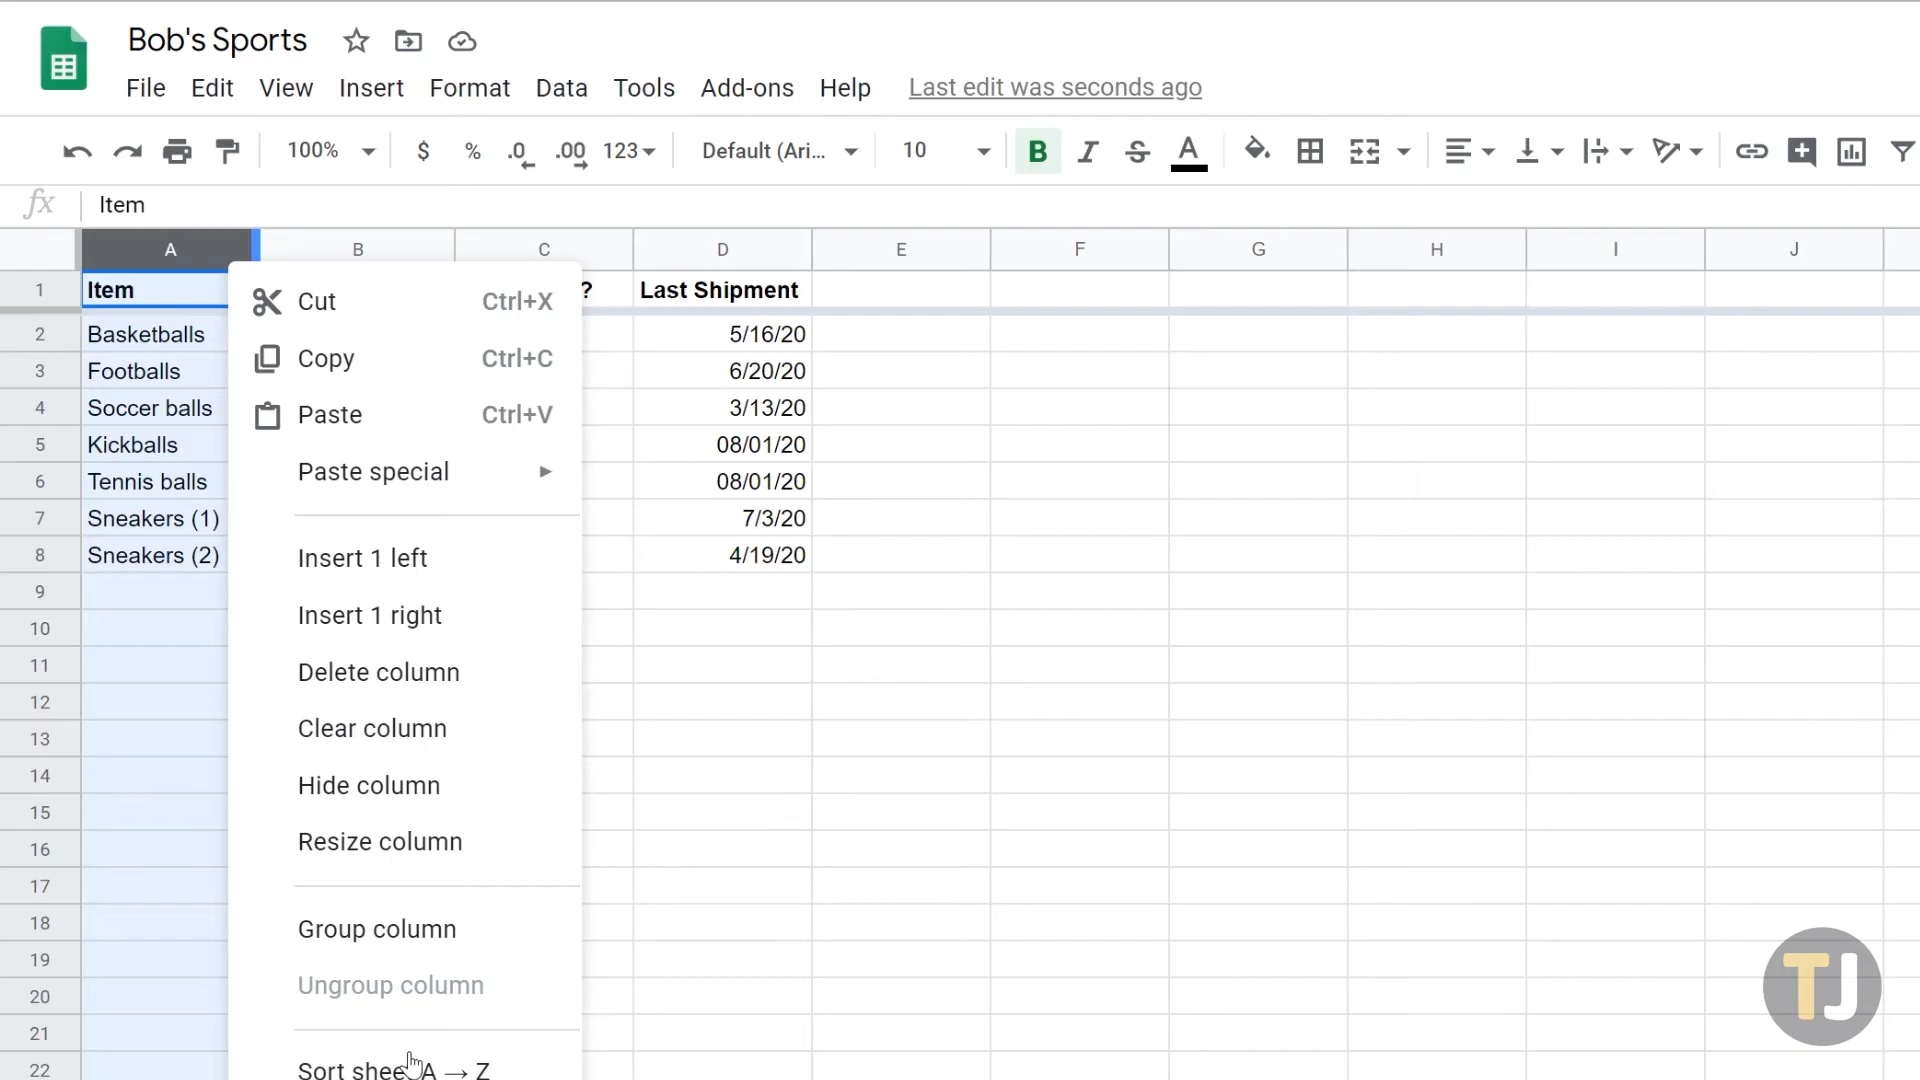 Bob's Sports
File Edit View Insert Format Data Tools Add-ons Help Last edit was seconds ago
100% $ % .0 .00 123 Default (Ari... 10 B I S A
fx Item
A B C D E F G H I J
1 Item ? Last Shipment
2 Basketballs 5/16/20
3 Footballs 6/20/20
4 Soccer balls 3/13/20
5 Kickballs 08/01/20
6 Tennis balls 08/01/20
7 Sneakers (1) 7/3/20
8 Sneakers (2) 4/19/20
9
10
11
12
13
14
15
16
17
18
19
20
21
22
Cut Ctrl+X
Copy Ctrl+C
Paste Ctrl+V
Paste special ►
Insert 1 left
Insert 1 right
Delete column
Clear column
Hide column
Resize column
Group column
Ungroup column
Sort shee A → Z
TJ